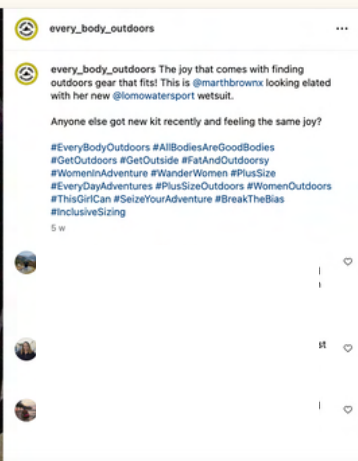 every_body_outdoors
every_body_outdoors The joy that comes with finding
outdoors gear that fits! This is @marthbrownx looking elated
with her new @lomowatersport wetsuit.
Anyone else got new kit recently and feeling the same joy?
#EveryBodyOutdoors #AllBodiesAreGoodBodies
#GetOutdoors #GetOutside #FatAndOutdoorsy
#WomenInAdventure #WanderWomen #PlusSize
#EveryDayAdventures #PlusSizeOutdoors #WomenOutdoors
#ThisGirlCan #SeizeYourAdventure #BreakTheBias
#InclusiveSizing
5 w
st